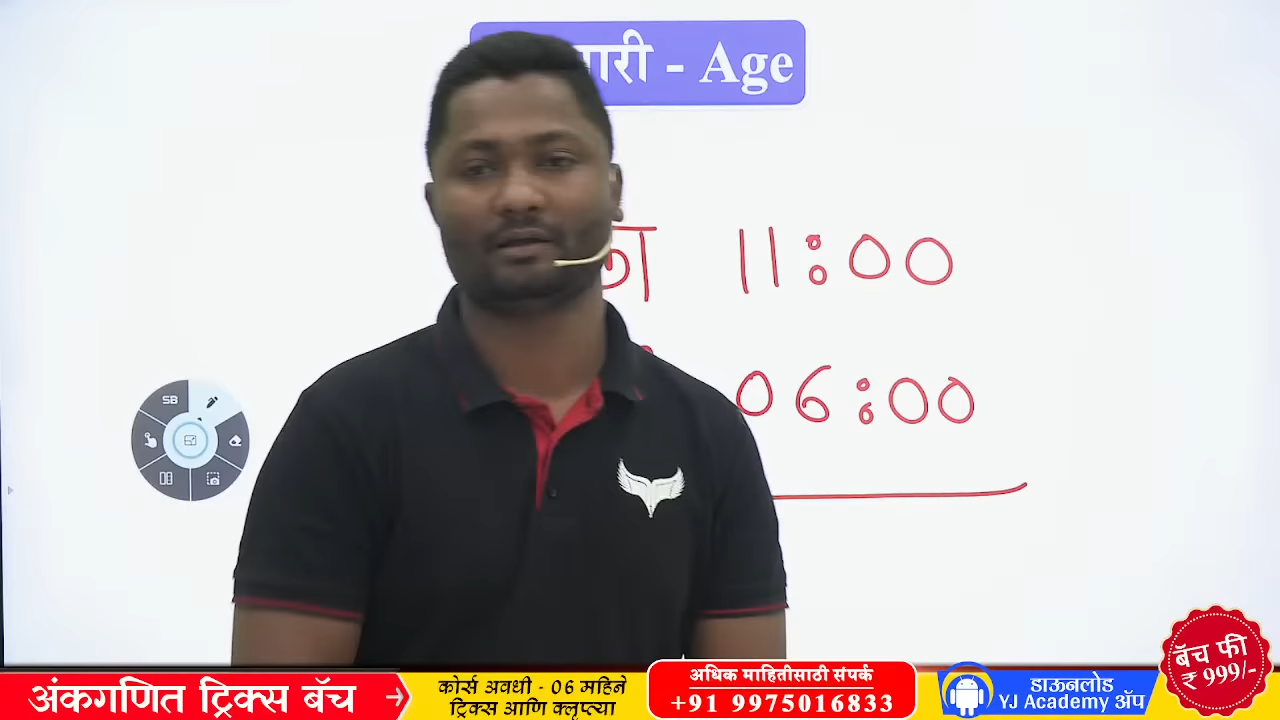 - Age
11:00
06:00
SB
अंकगणित ट्रिक्स बॅच
कोर्स अवधी - 06 महिने
ट्रिक्स आणि क्लृप्त्या
अधिक माहितीसाठी संपर्क
+91 9975016833
डाऊनलोड
YJ Academy ॲप
बॅच फी
₹ 999/-